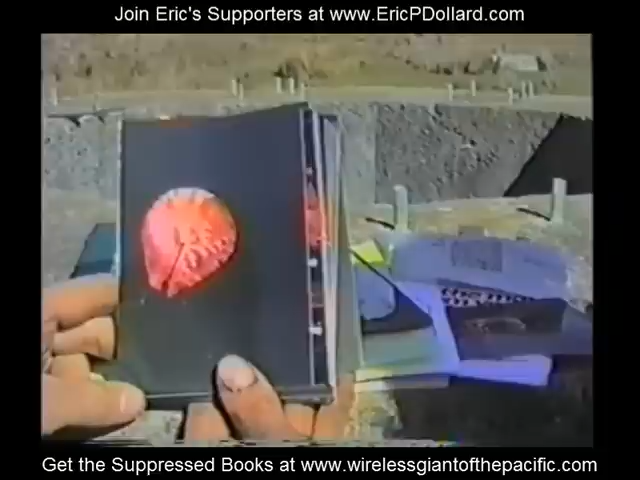 Join Eric's Supporters at www.EricPDollard.com
Get the Suppressed Books at www.wirelessgiantofthepacific.com